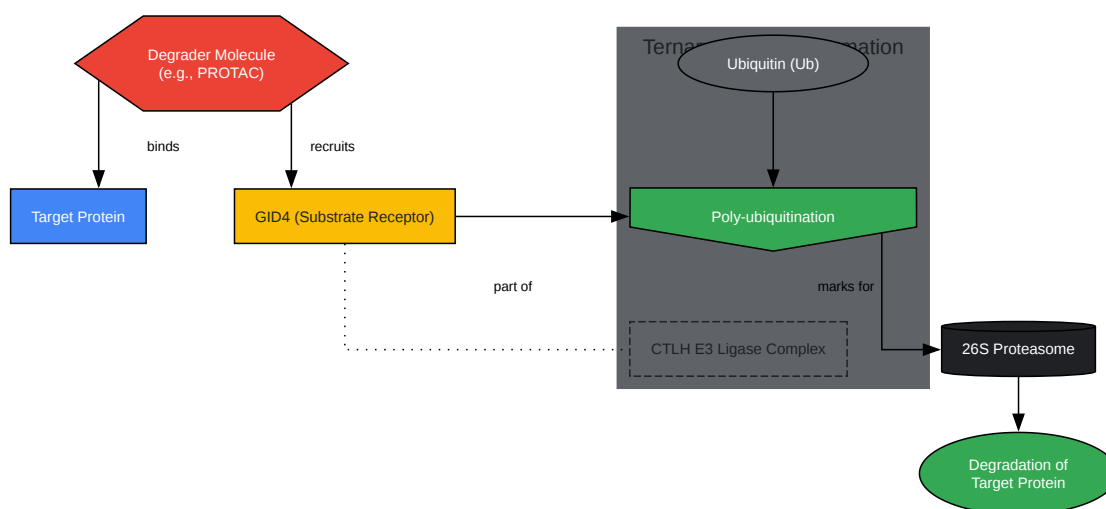 Degrader Molecule
(e.g., PROTAC)
Ubiquitin (Ub)
binds
recruits
Target Protein
GID4 (Substrate Receptor)
Poly-ubiquitination
part of
marks for
CTLH E3 Ligase Complex
26S Proteasome
Degradation of
Target Protein